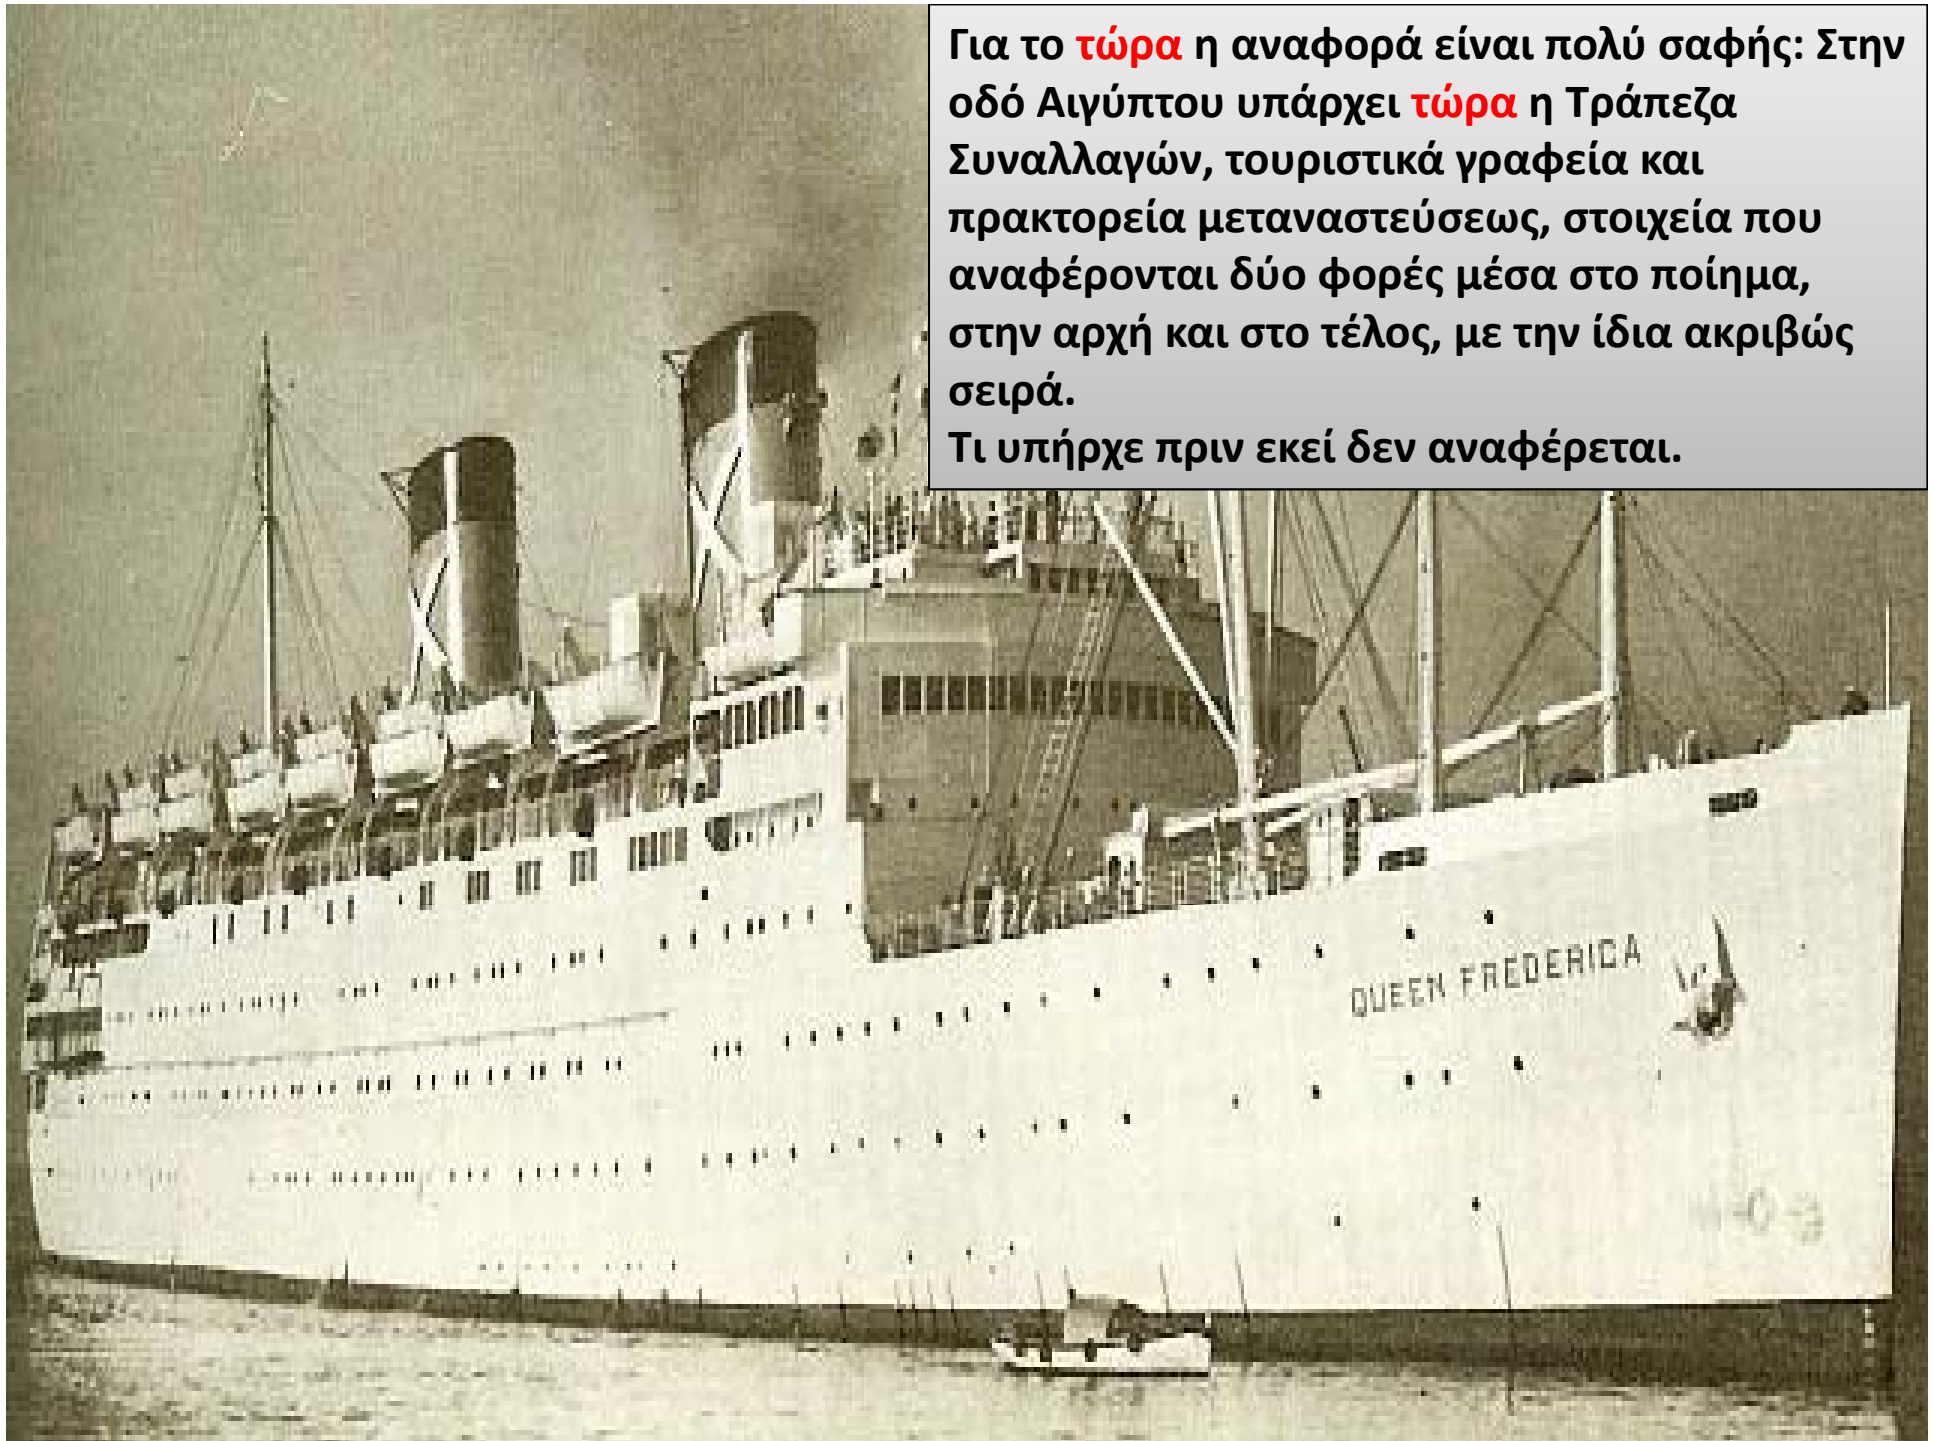 Για το τώρα η αναφορά είναι πολύ σαφής: Στην
οδό Αιγύπτου υπάρχει τώρα η Τράπεζα
Συναλλαγών, τουριστικά γραφεία και
πρακτορεία μεταναστεύσεως, στοιχεία που
αναφέρονται δύο φορές μέσα στο ποίημα,
στην αρχή και στο τέλος, με την ίδια ακριβώς
σειρά.
Τι υπήρχε πριν εκεί δεν αναφέρεται.
QUEEN FREDERICA